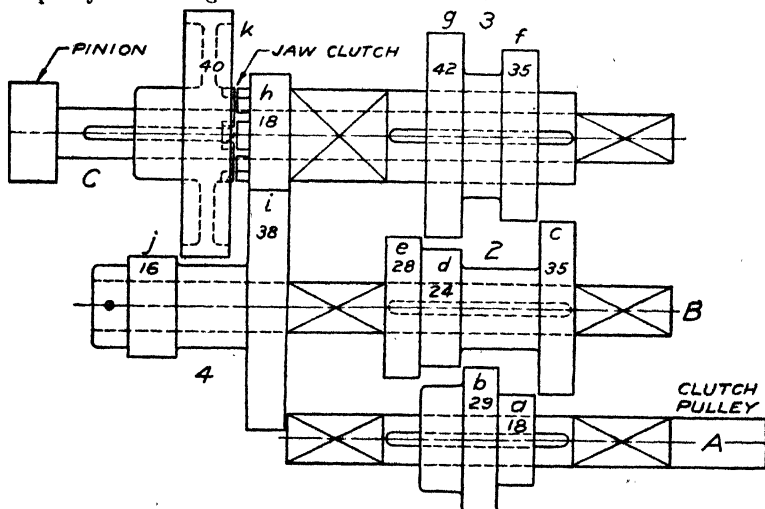 g 3 f
k
PINION
40
JAW CLUTCH
42
35
h
18
C
i
38
j
16
e
28
d
24
2
c
35
B
4
b
29
a
18
CLUTCH
PULLEY
A